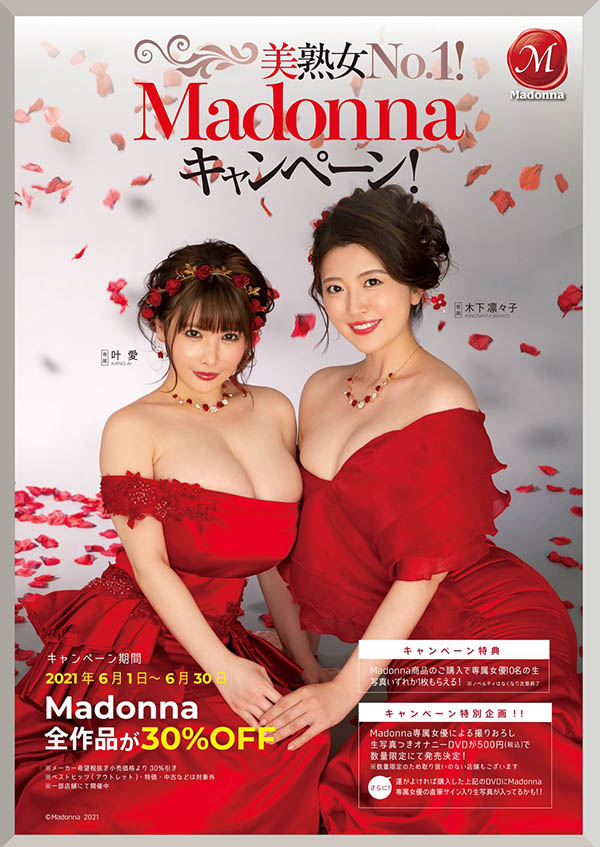 美熟女No.1!
Madonna
キャンペーン!
M
Madonna
専属 叶 愛
KANO AI
専属 木下 凛々子
KINOSHITA RIRIKO
キャンペーン期間
2021年6月1日〜6月30日
Madonna
全作品が30%OFF
※メーカー希望税抜き小売価格より30%引き
※ベストヒッツ(アウトレット)・特価・中古などは対象外
※一部店舗にて開催中
©Madonna 2021
キャンペーン特典
Madonna商品のご購入で専属女優10名の生
写真いずれか1枚もらえる! ※ノベルティはなくなり次第終了
キャンペーン特別企画!!
Madonna専属女優による撮りおろし
生写真つきオナニーDVDが500円(税込)で
数量限定にて発売決定!
※数量限定のため取り扱いのない店舗もございます
さらに! 運がよければ購入した上記のDVDにMadonna
専属女優の直筆サイン入り生写真が入ってるかも!!